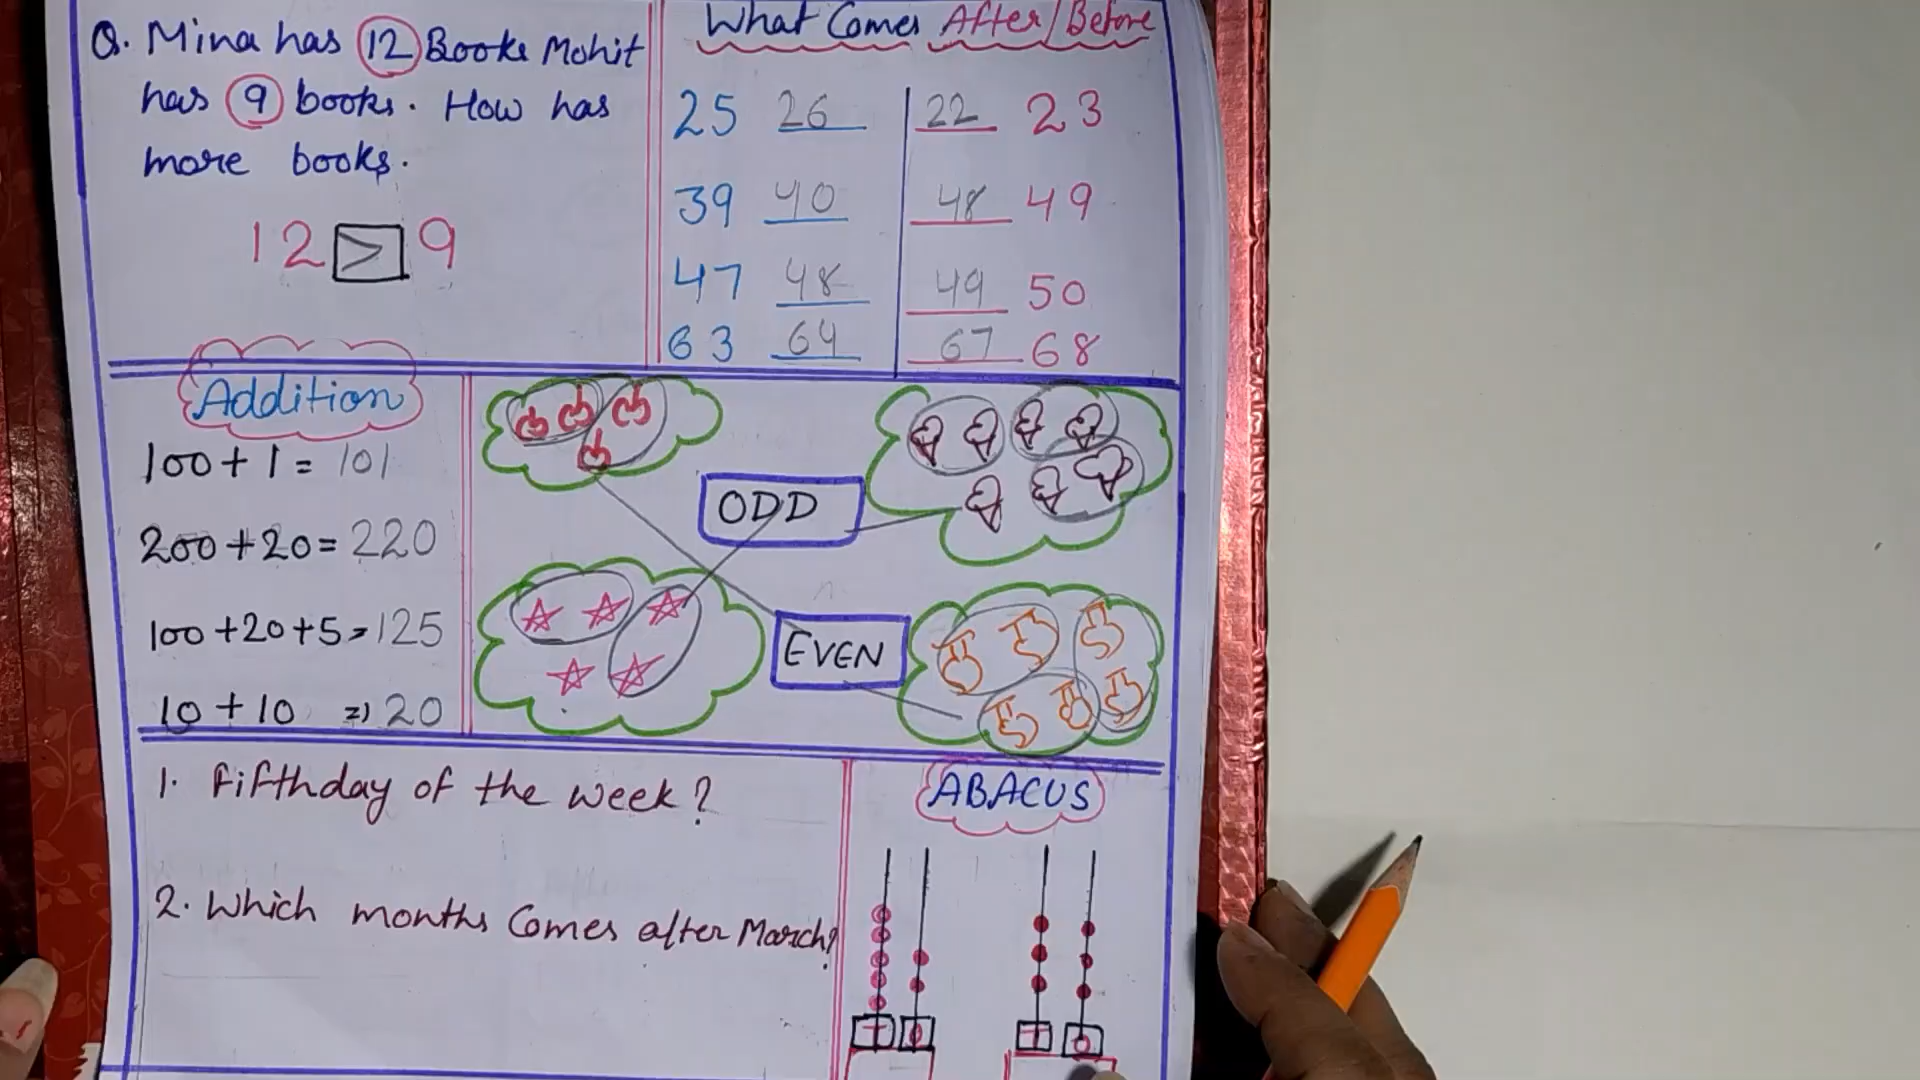 Q. Mina has 12 Books Mohit
has 9 books. How has
more books.
12 > 9
What Comes After/Before
25 26 22 23
39 40 48 49
47 48 49 50
63 64 67 68
Addition
100 + 1 = 101
200 + 20 = 220
100 + 20 + 5 = 125
10 + 10 => 20
ODD
EVEN
1. Fifthday of the week?
2. Which months Comes after March?
ABACUS
T O T O